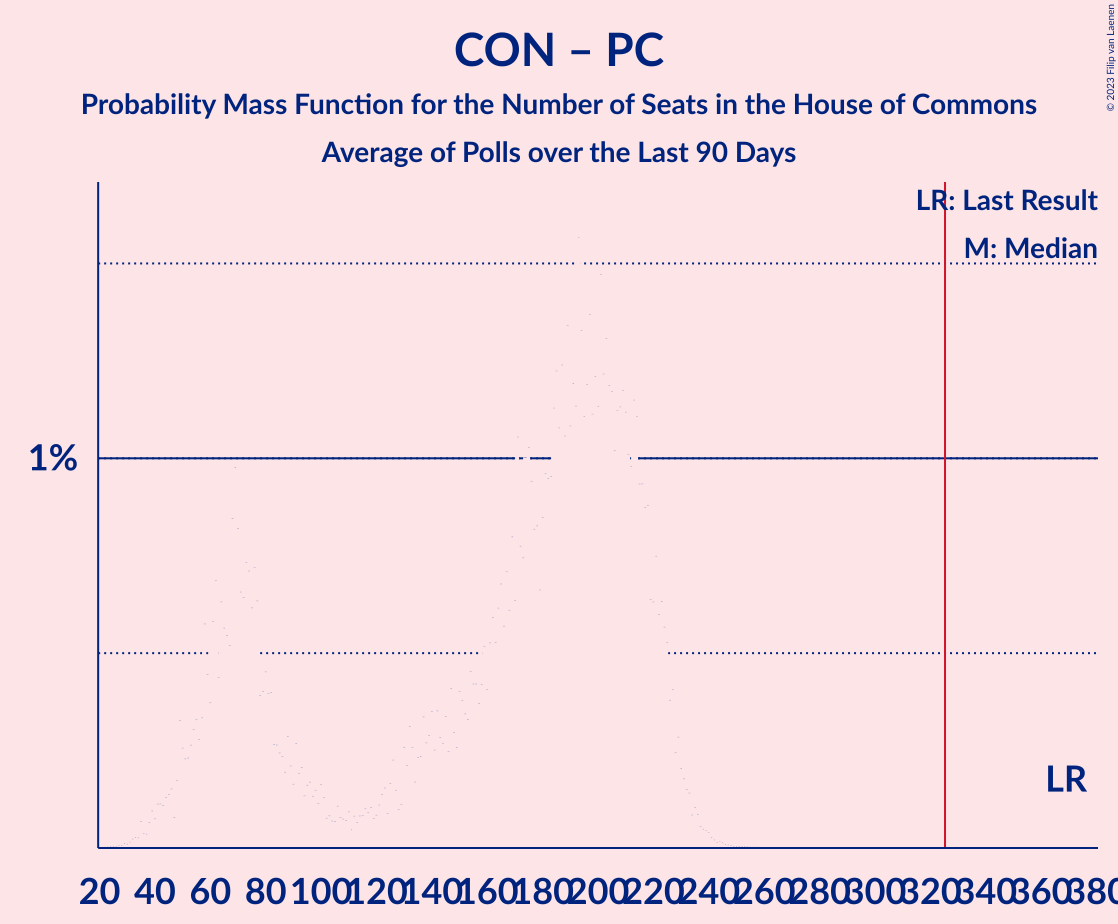 CON – PC
Probability Mass Function for the Number of Seats in the House of Commons
Average of Polls over the Last 90 Days
© 2023 Filip van Laenen
LR: Last Result
M: Median
1%
LR
20 40 60 80 100 120 140 160 180 200 220 240 260 280 300 320 340 360 380